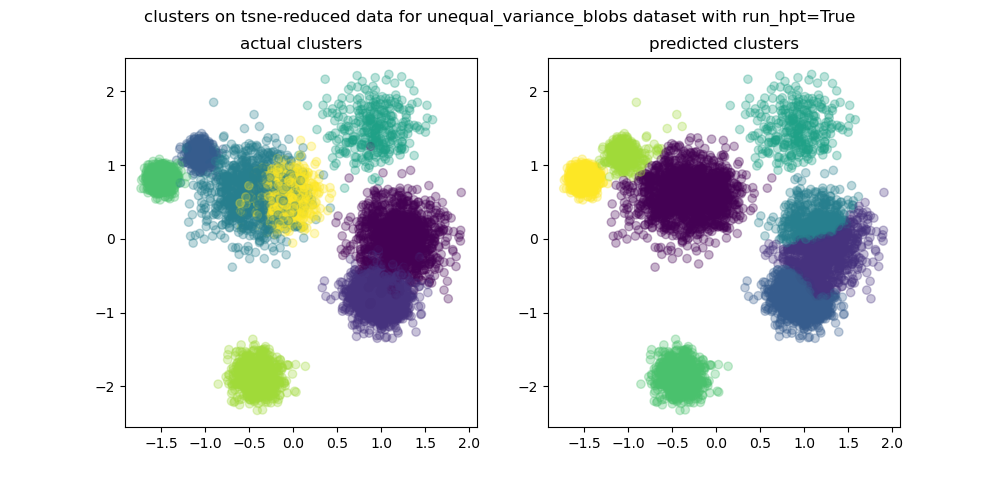 clusters on tsne-reduced data for unequal_variance_blobs dataset with run_hpt=True
actual clusters
predicted clusters
2
1
0
−1
−2
−1.5 −1.0 −0.5 0.0 0.5 1.0 1.5 2.0
2
1
0
−1
−2
−1.5 −1.0 −0.5 0.0 0.5 1.0 1.5 2.0